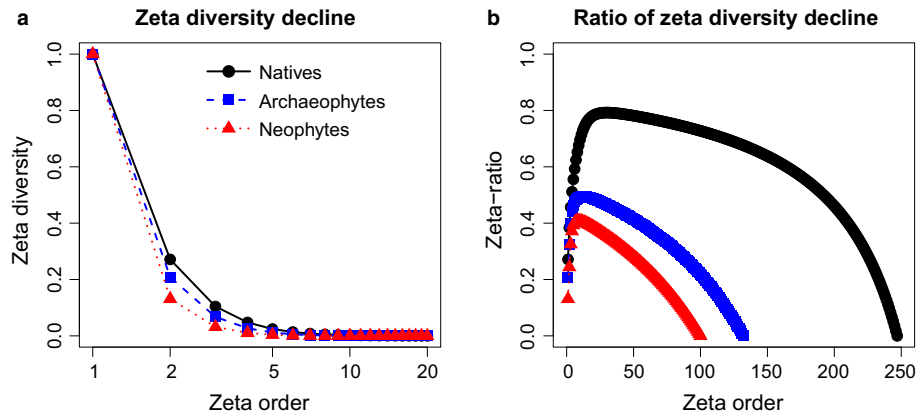 a Zeta diversity decline
Zeta diversity
0.0 0.2 0.4 0.6 0.8 1.0
Natives
Archaeophytes
Neophytes
1 2 5 10 20
Zeta order
b Ratio of zeta diversity decline
Zeta−ratio
0.0 0.2 0.4 0.6 0.8 1.0
0 50 100 150 200 250
Zeta order